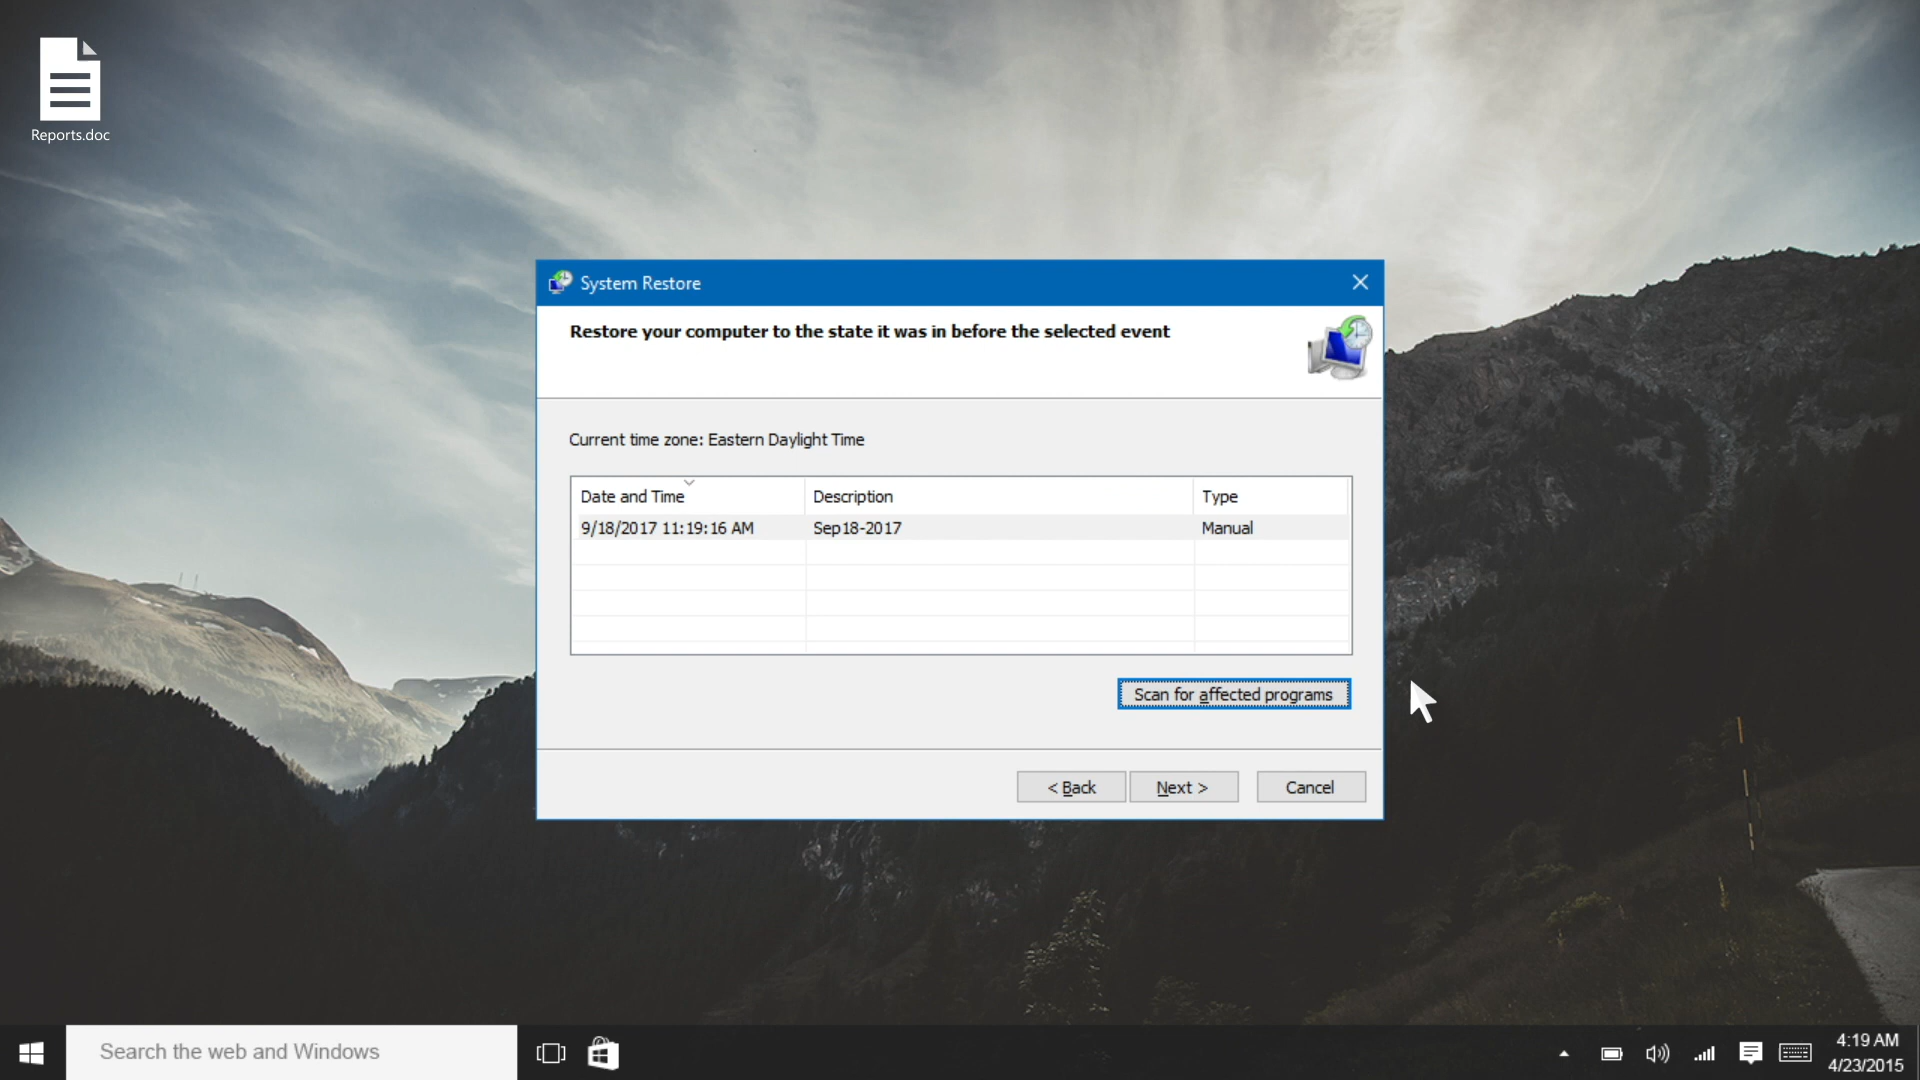 Reports.doc
System Restore
Restore your computer to the state it was in before the selected event
Current time zone: Eastern Daylight Time
Date and Time Description Type
9/18/2017 11:19:16 AM Sep18-2017 Manual
Scan for affected programs
< Back Next > Cancel
Search the web and Windows
4:19 AM
4/23/2015